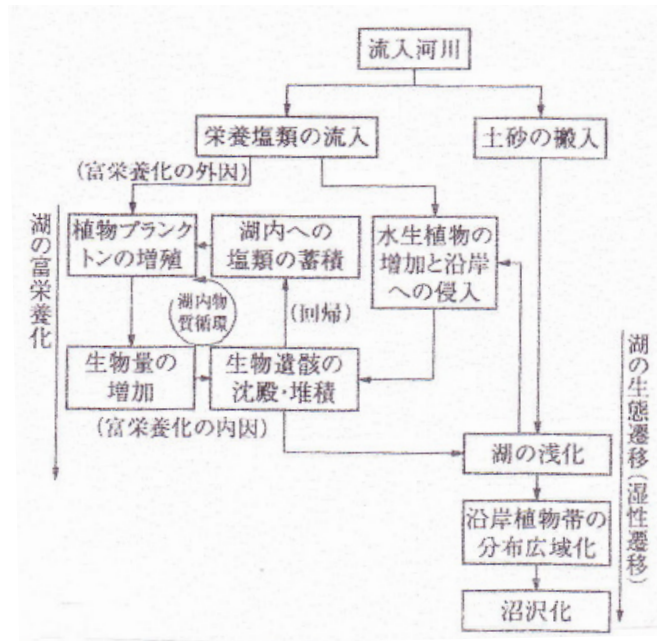 流入河川
栄養塩類の流入
土砂の搬入
(富栄養化の外因)
湖の富栄養化
植物プランク
トンの増殖
湖内への
塩類の蓄積
水生植物の
増加と沿岸
への侵入
湖内物
質循環
(回帰)
生物量の
増加
生物遺骸の
沈殿・堆積
(富栄養化の内因)
湖の生態遷移(湿性遷移)
湖の浅化
沿岸植物帯の
分布広域化
沼沢化